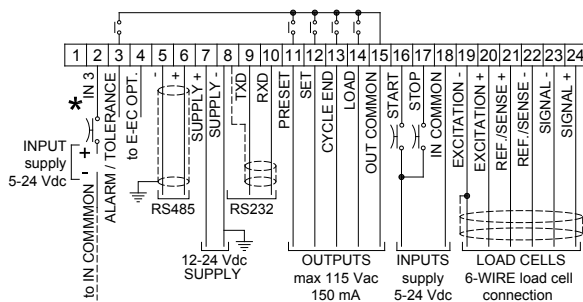 1 2 3 4 5 6 7 8 9 10 11 12 13 14 15 16 17 18 19 20 21 22 23 24
*
IN 3
ALARM / TOLERANCE
to E-EC OPT.
-
+
SUPPLY +
SUPPLY -
TXD
RXD
PRESET
SET
CYCLE END
LOAD
OUT COMMON
START
STOP
IN COMMON
EXCITATION -
EXCITATION +
REF./SENSE +
REF./SENSE -
SIGNAL -
SIGNAL +
INPUT
supply
5-24 Vdc
+
-
to IN COMMMON
RS485
RS232
12-24 Vdc
SUPPLY
OUTPUTS
max 115 Vac
150 mA
INPUTS
supply
5-24 Vdc
LOAD CELLS
6-WIRE load cell
connection